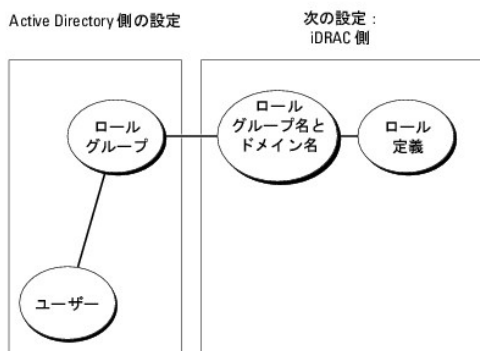 Active Directory 側の設定
次の設定：
iDRAC 側
ロール
グループ
ロール
グループ名と
ドメイン名
ロール
定義
ユーザー